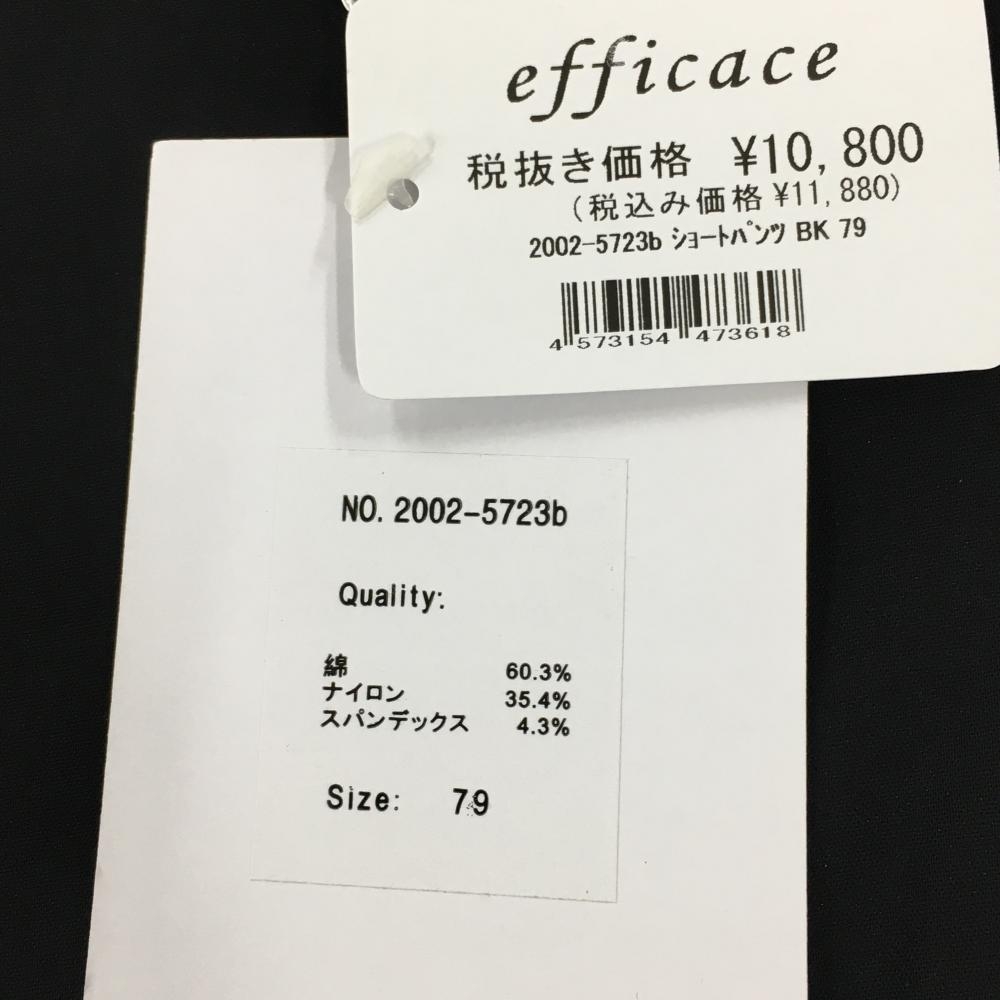 efficace
税抜き価格 ¥10,800
(税込み価格 ¥11,880)
2002-5723b ｼｮｰﾄﾊﾟﾝﾂ BK 79
4 573154 473618
NO. 2002-5723b
Quality:
綿 60.3%
ナイロン 35.4%
スパンデックス 4.3%
Size: 79